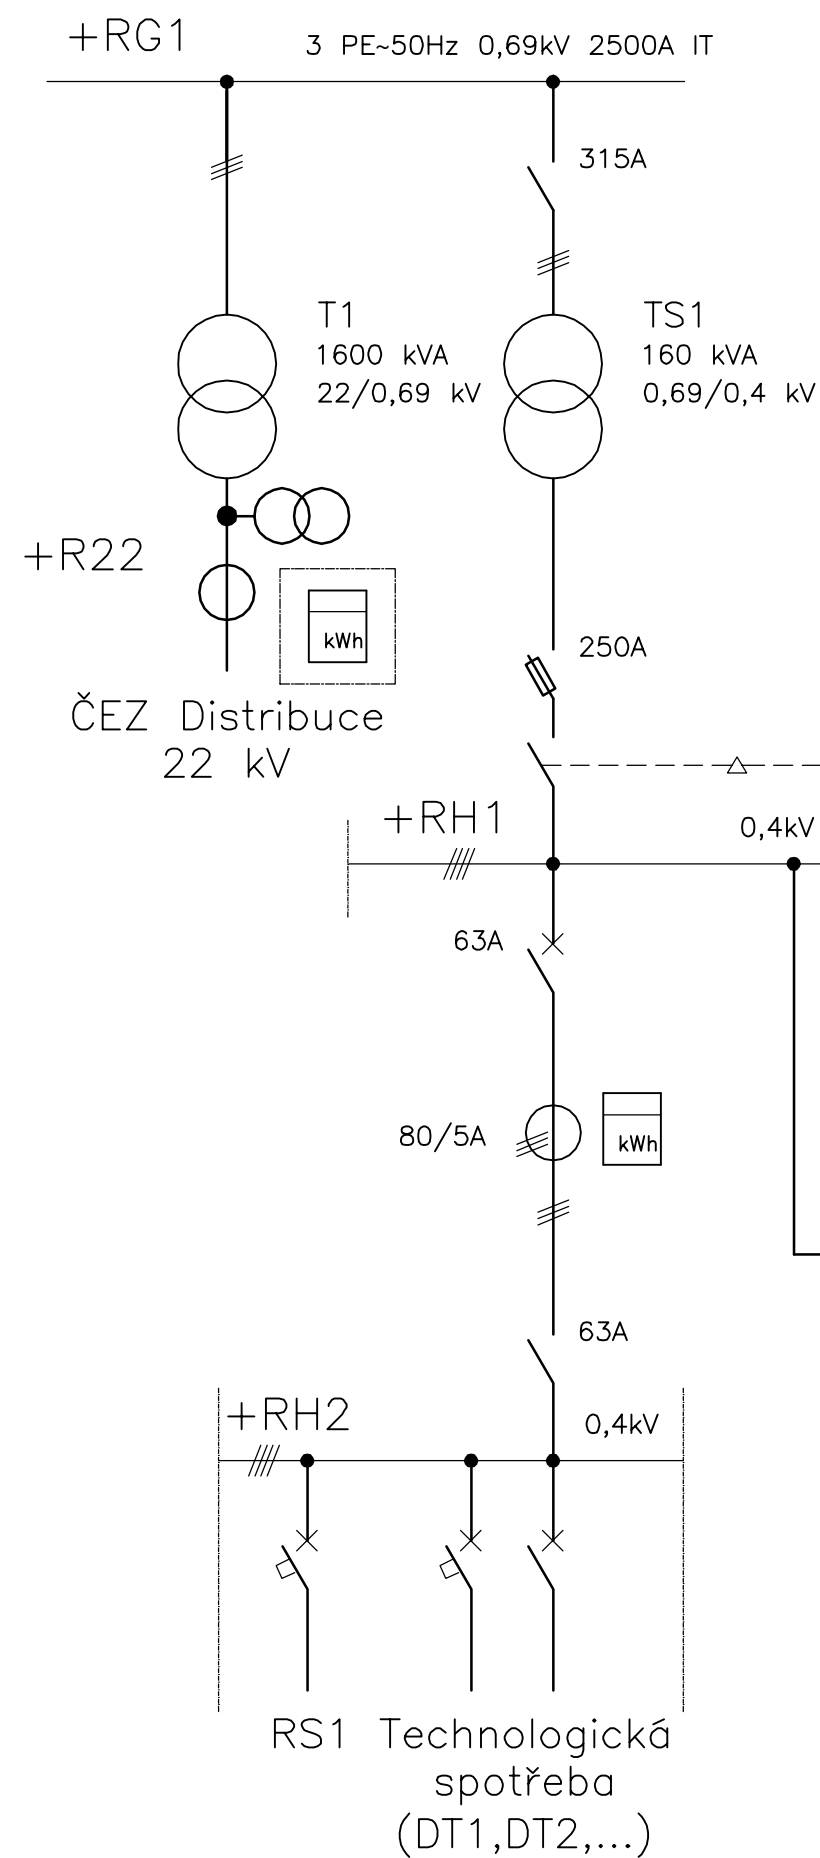 +RG1
3 PE~50Hz 0,69kV 2500A IT
315A
T1
1600 kVA
22/0,69 kV
TS1
160 kVA
0,69/0,4 kV
+R22
kWh
ČEZ Distribuce
22 kV
250A
+RH1
0,4kV
63A
80/5A
kWh
63A
+RH2
0,4kV
RS1
Technologická
spotřeba
(DT1,DT2,...)